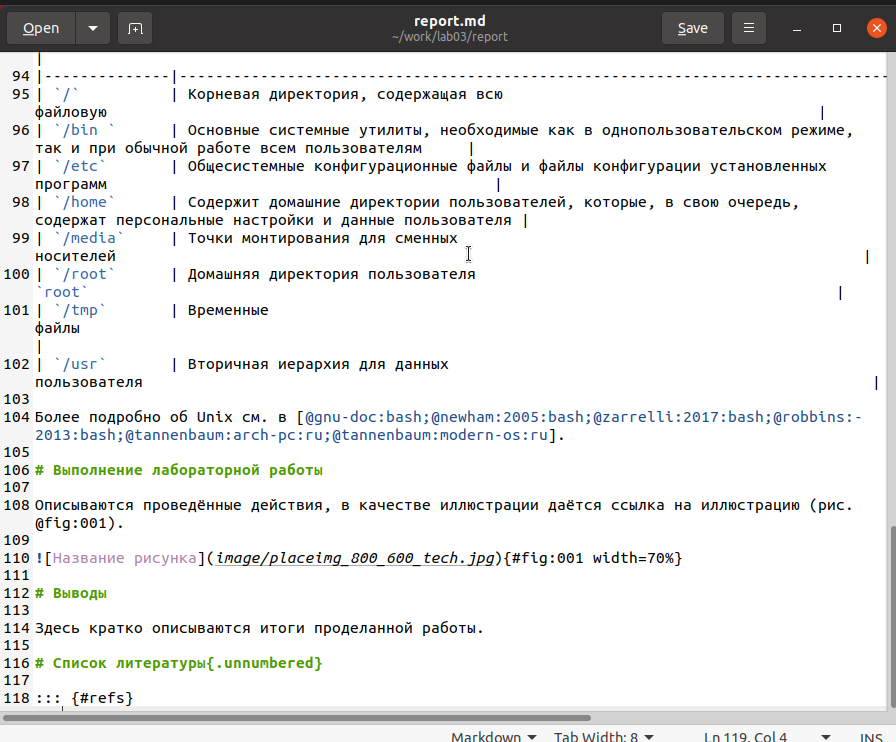 Open
report.md
~/work/lab03/report
Save
|
94 |--------------|-------------------------------------------------------------------------------
95 | `/`          | Корневая директория, содержащая всю
файловую                                                                               |
96 | `/bin `      | Основные системные утилиты, необходимые как в однопользовательском режиме,
так и при обычной работе всем пользователям     |
97 | `/etc`       | Общесистемные конфигурационные файлы и файлы конфигурации установленных
программ                                           |
98 | `/home`      | Содержит домашние директории пользователей, которые, в свою очередь,
содержат персональные настройки и данные пользователя |
99 | `/media`     | Точки монтирования для сменных
носителей                                                                                   |
100 | `/root`      | Домашняя директория пользователя
`root`                                                                                   |
101 | `/tmp`       | Временные
файлы
|
102 | `/usr`       | Вторичная иерархия для данных
пользователя                                                                                 |
103
104 Более подробно об Unix см. в [@gnu-doc:bash;@newham:2005:bash;@zarrelli:2017:bash;@robbins:-
2013:bash;@tannenbaum:arch-pc:ru;@tannenbaum:modern-os:ru].
105
106 # Выполнение лабораторной работы
107
108 Описываются проведённые действия, в качестве иллюстрации даётся ссылка на иллюстрацию (рис.
@fig:001).
109
110 ![Название рисунка](image/placeimg_800_600_tech.jpg){#fig:001 width=70%}
111
112 # Выводы
113
114 Здесь кратко описываются итоги проделанной работы.
115
116 # Список литературы{.unnumbered}
117
118 ::: {#refs}
Markdown Tab Width: 8 Ln 119, Col 4 INS